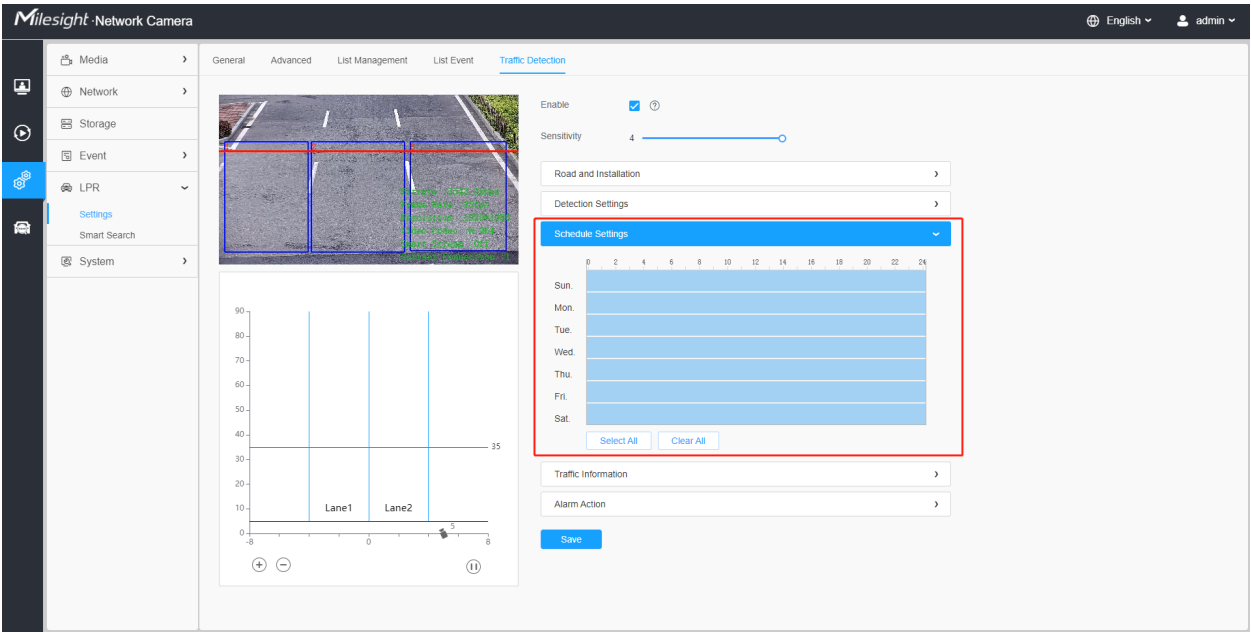 Milesight · Network Camera
English
admin
Media
Network
Storage
Event
LPR
Settings
Smart Search
System
General Advanced List Management List Event Traffic Detection
Enable
Sensitivity 4
Road and Installation
Detection Settings
Schedule Settings
0 2 4 6 8 10 12 14 16 18 20 22 24
Sun.
Mon.
Tue.
Wed.
Thu.
Fri.
Sat.
Select All Clear All
Traffic Information
Alarm Action
Save
90
80
70
60
50
40
35
30
20
10
Lane1 Lane2
5
0
-8 0 8